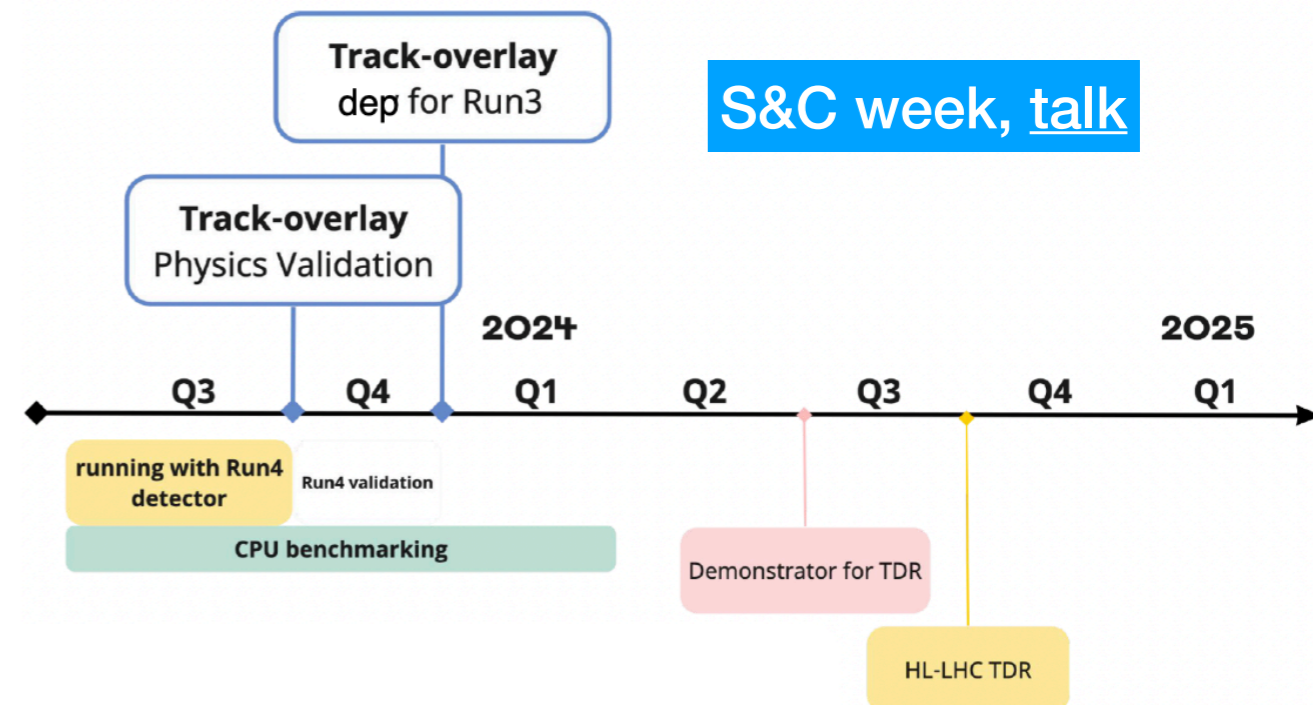 Track-overlay
dep for Run3
S&C week, talk
Track-overlay
Physics Validation
2024
2025
Q3
Q4
Q1
Q2
Q3
Q4
Q1
running with Run4
detector
Run4 validation
CPU benchmarking
Demonstrator for TDR
HL-LHC TDR